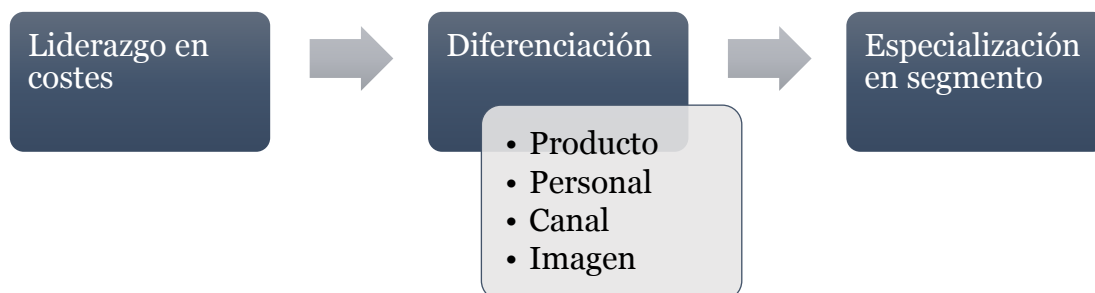 Liderazgo en
costes
Diferenciación
• Producto
• Personal
• Canal
• Imagen
Especialización
en segmento